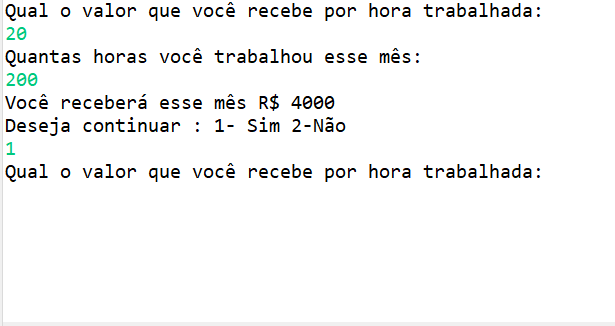 Qual o valor que você recebe por hora trabalhada:
20
Quantas horas você trabalhou esse mês:
200
Você receberá esse mês R$ 4000
Deseja continuar : 1- Sim 2-Não
1
Qual o valor que você recebe por hora trabalhada: